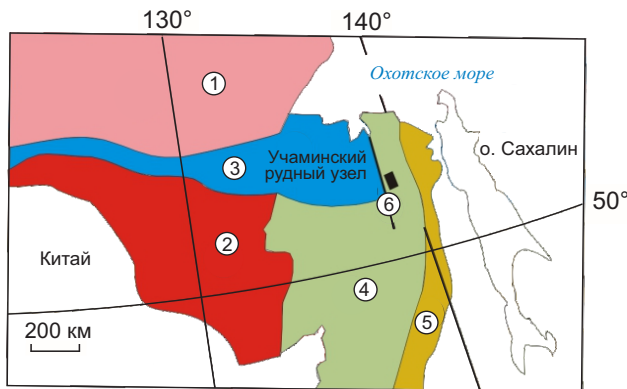 130°
140°
Охотское море
1
о. Сахалин
3
Учаминский
рудный узел
6
50°
2
Китай
4
200 км
5